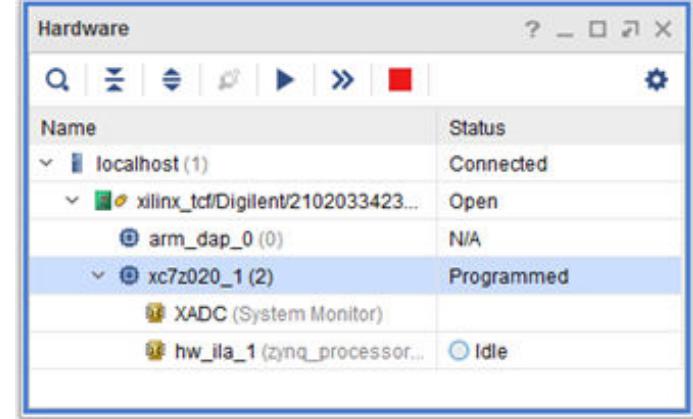 Hardware
Name Status
localhost (1) Connected
xilinx_tcf/Digilent/2102033423... Open
arm_dap_0 (0) N/A
xc7z020_1 (2) Programmed
XADC (System Monitor)
hw_ila_1 (zynq_processor... Idle